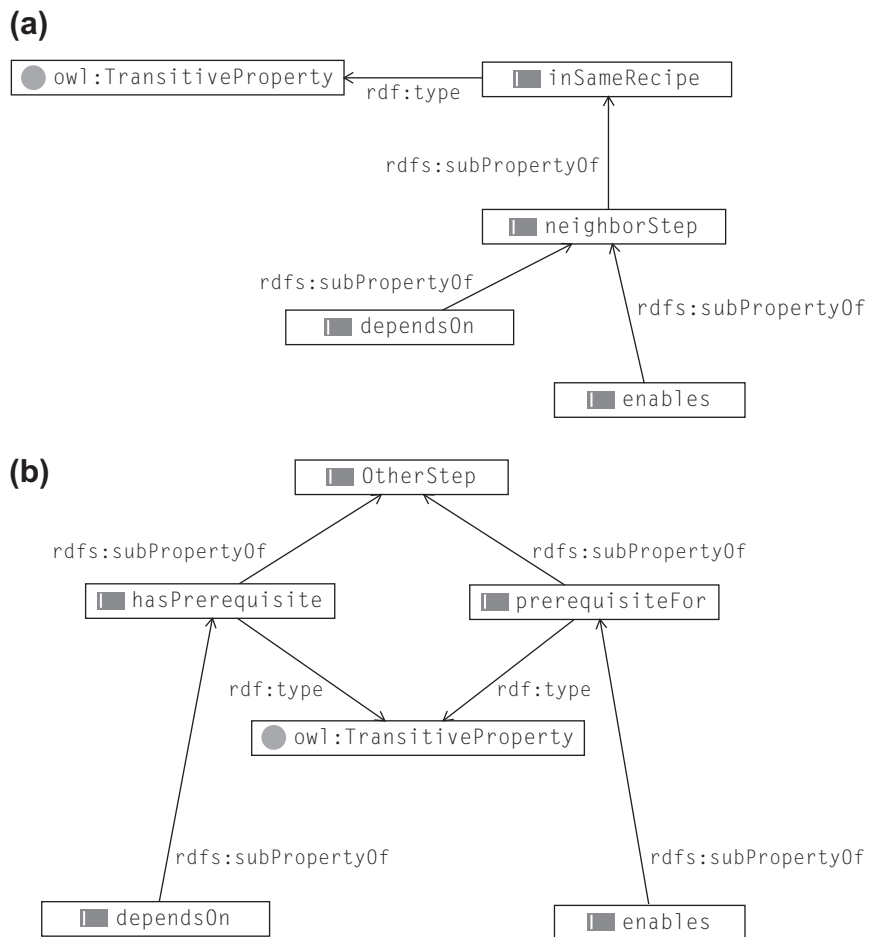 (a)
owl:TransitiveProperty
inSameRecipe
rdf:type
rdfs:subPropertyOf
neighborStep
rdfs:subPropertyOf
rdfs:subPropertyOf
dependsOn
enables
(b)
OtherStep
rdfs:subPropertyOf
rdfs:subPropertyOf
hasPrerequisite
prerequisiteFor
rdf:type
rdf:type
owl:TransitiveProperty
rdfs:subPropertyOf
rdfs:subPropertyOf
dependsOn
enables